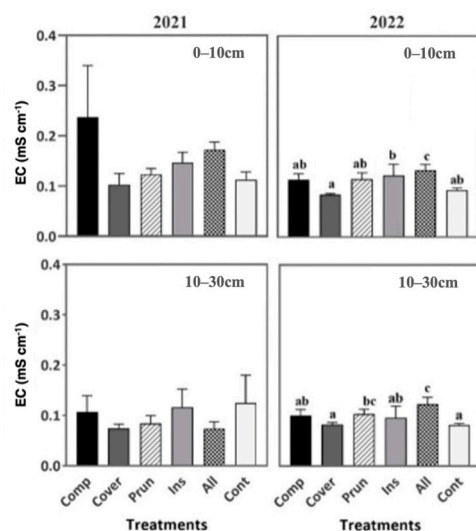 2021 2022
0.4 0–10cm 0–10cm
0.3
EC (mS cm⁻¹)
0.2
ab a ab b c ab
0.1
0.0
0.4 10–30cm 10–30cm
0.3
EC (mS cm⁻¹)
0.2
ab a bc ab c a
0.1
0.0
Comp Cover Prun Ins All Cont Comp Cover Prun Ins All Cont
Treatments Treatments